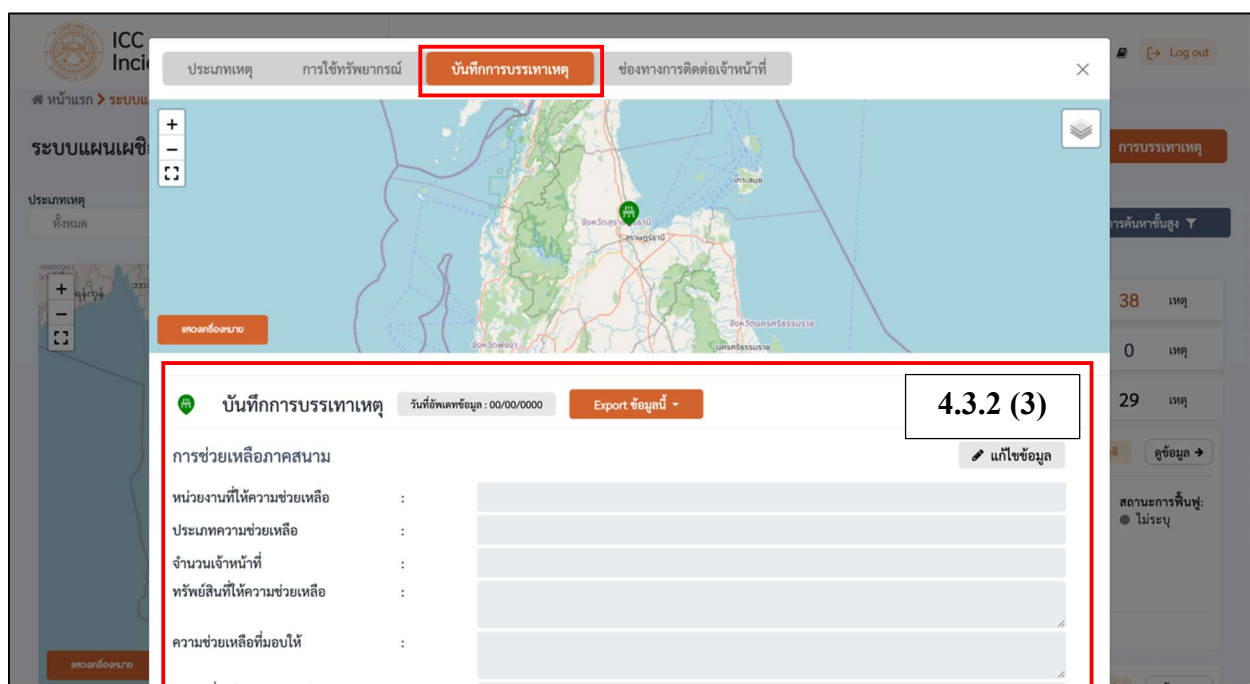 ICC
Incid
Log out
ประเภทเหตุ การใช้ทรัพยากรณ์ บันทึกการบรรเทาเหตุ ช่องทางการติดต่อเจ้าหน้าที่
หน้าแรก
ระบบแผนเผชิ
การบรรเทาเหตุ
+
−
เกาะสมุย
สุราษฎร์ธานี
จังหวัดนครศรีธรรมราช
นครศรีธรรมราช
จังหวัดพังงา
แสดงเครื่องหมาย
ประเภทเหตุ
ทั้งหมด
การค้นหาขั้นสูง
+
−
38 เหตุ
0 เหตุ
29 เหตุ
บันทึกการบรรเทาเหตุ วันที่อัพเดทข้อมูล : 00/00/0000 Export ข้อมูลนี้
4.3.2 (3)
การช่วยเหลือภาคสนาม แก้ไขข้อมูล
ดูข้อมูล
หน่วยงานที่ให้ความช่วยเหลือ :
ประเภทความช่วยเหลือ :
จำนวนเจ้าหน้าที่ :
ทรัพย์สินที่ให้ความช่วยเหลือ :
ความช่วยเหลือที่มอบให้ :
สถานะการฟื้นฟู:
ไม่ระบุ
แสดงเครื่องหมาย